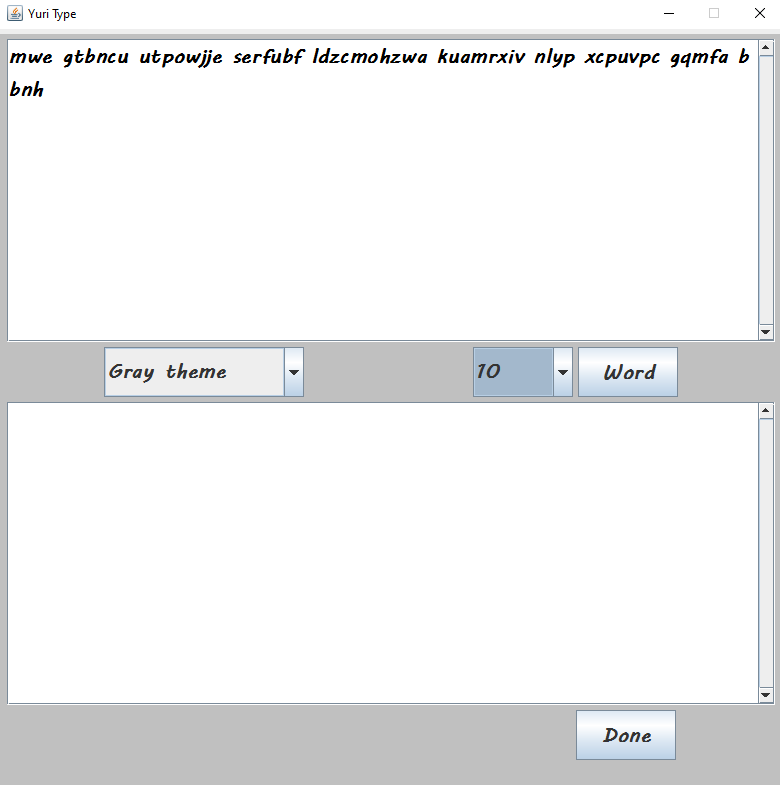 Yuri Type
mwe gtbncu utpowjje serfubf ldzcmohzwa kuamrxiv nlyp xcpuvpc gqmfa b
bnh
Gray theme
10
Word
Done